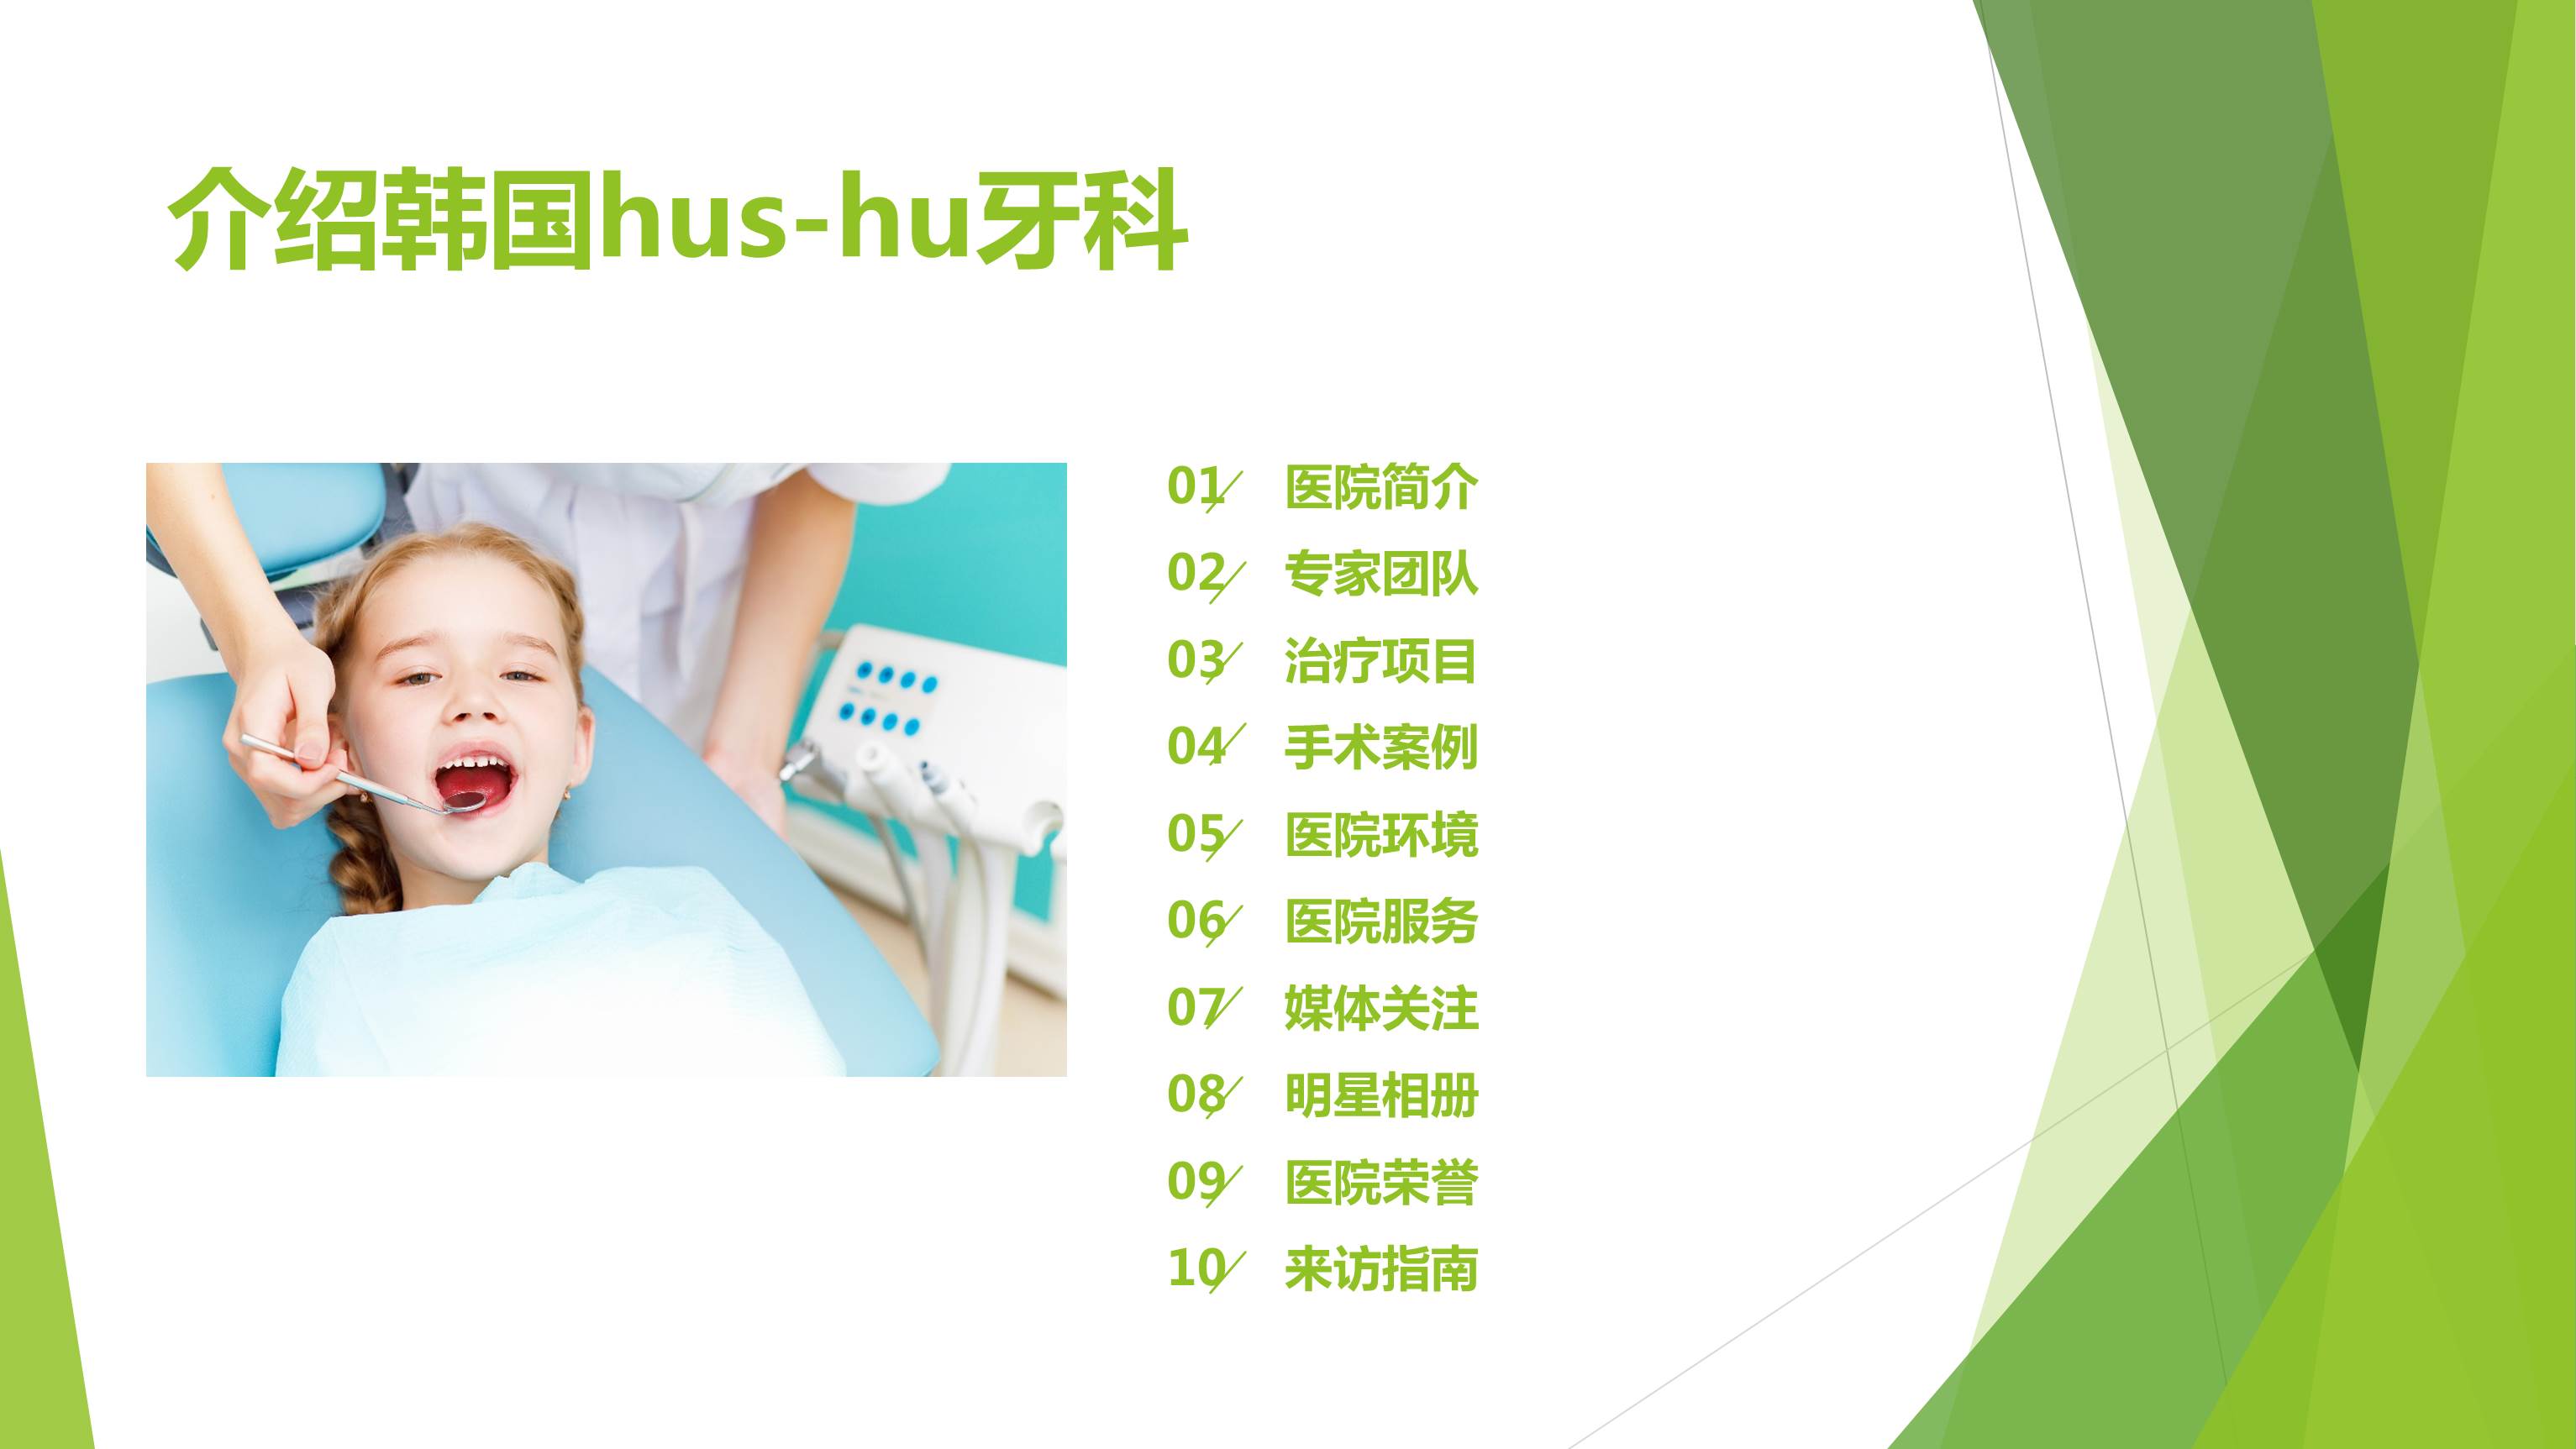 介绍韩国hus-hu牙科
01 医院简介
02 专家团队
03 治疗项目
04 手术案例
05 医院环境
06 医院服务
07 媒体关注
08 明星相册
09 医院荣誉
10 来访指南